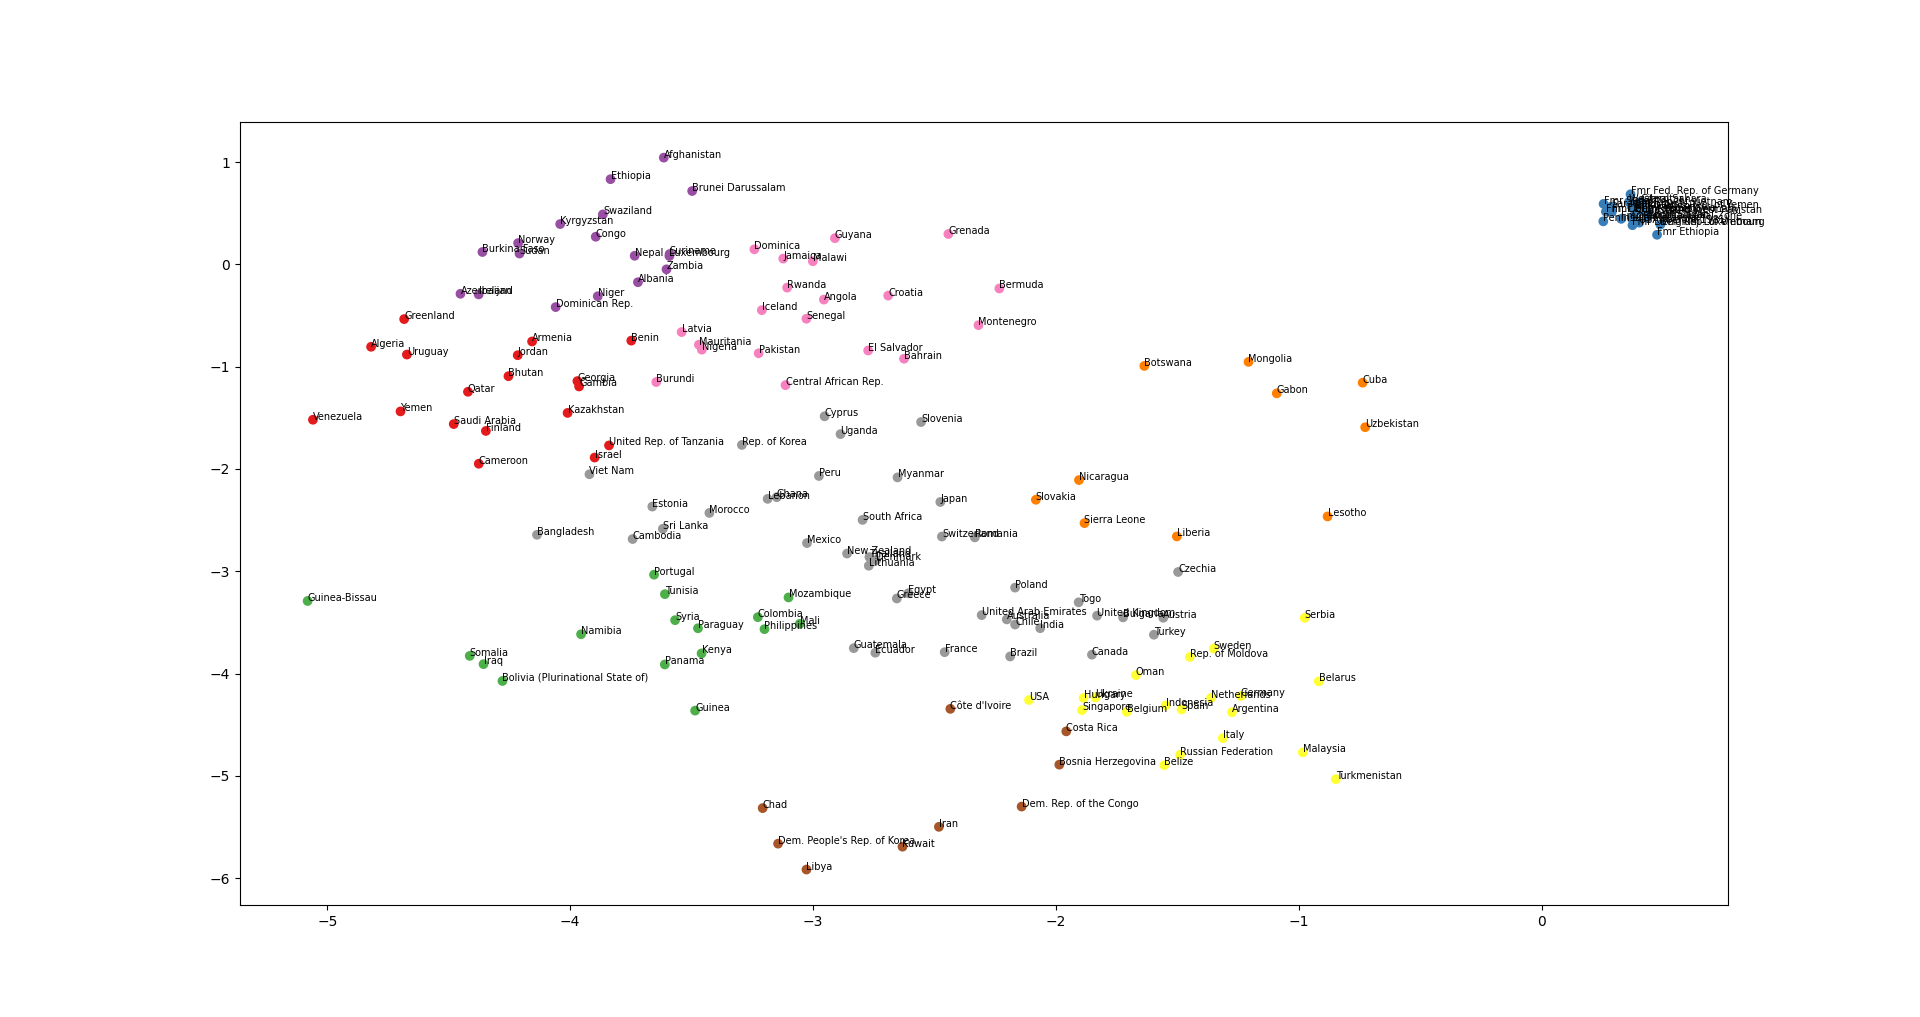 1
0
−1
−2
−3
−4
−5
−6
Afghanistan
Ethiopia
Brunei Darussalam
Swaziland
Kyrgyzstan
Congo
Norway
Burkina Faso
Sudan
Nepal
Suriname
Luxembourg
Zambia
Albania
Azerbaijan
Ireland
Niger
Dominican Rep.
Dominica
Guyana
Grenada
Jamaica
Malawi
Rwanda
Angola
Croatia
Bermuda
Iceland
Senegal
Montenegro
Latvia
Mauritania
Nigeria
Pakistan
El Salvador
Bahrain
Burundi
Central African Rep.
Greenland
Algeria
Uruguay
Armenia
Jordan
Benin
Bhutan
Georgia
Gambia
Qatar
Yemen
Kazakhstan
Venezuela
Saudi Arabia
Finland
United Rep. of Tanzania
Israel
Cameroon
Botswana
Mongolia
Gabon
Cuba
Uzbekistan
Nicaragua
Slovakia
Sierra Leone
Liberia
Lesotho
Cyprus
Slovenia
Uganda
Rep. of Korea
Viet Nam
Peru
Myanmar
Ghana
Lebanon
Japan
Estonia
Morocco
South Africa
Sri Lanka
Cambodia
Bangladesh
Mexico
Switzerland
Romania
New Zealand
Thailand
Denmark
Lithuania
Czechia
Poland
Egypt
Greece
Togo
United Arab Emirates
Australia
Chile
India
United Kingdom
Bulgaria
Austria
Turkey
Guatemala
Ecuador
France
Brazil
Canada
Portugal
Tunisia
Mozambique
Guinea-Bissau
Syria
Colombia
Mali
Paraguay
Philippines
Namibia
Kenya
Panama
Somalia
Iraq
Bolivia (Plurinational State of)
Guinea
Serbia
Sweden
Rep. of Moldova
Oman
Belarus
USA
Hungary
Ukraine
Netherlands
Germany
Singapore
Belgium
Indonesia
Spain
Argentina
Italy
Russian Federation
Belize
Malaysia
Turkmenistan
Côte d'Ivoire
Costa Rica
Bosnia Herzegovina
Dem. Rep. of the Congo
Chad
Iran
Dem. People's Rep. of Korea
Kuwait
Libya
Fmr Fed. Rep. of Germany
Fmr Ethiopia
−5
−4
−3
−2
−1
0